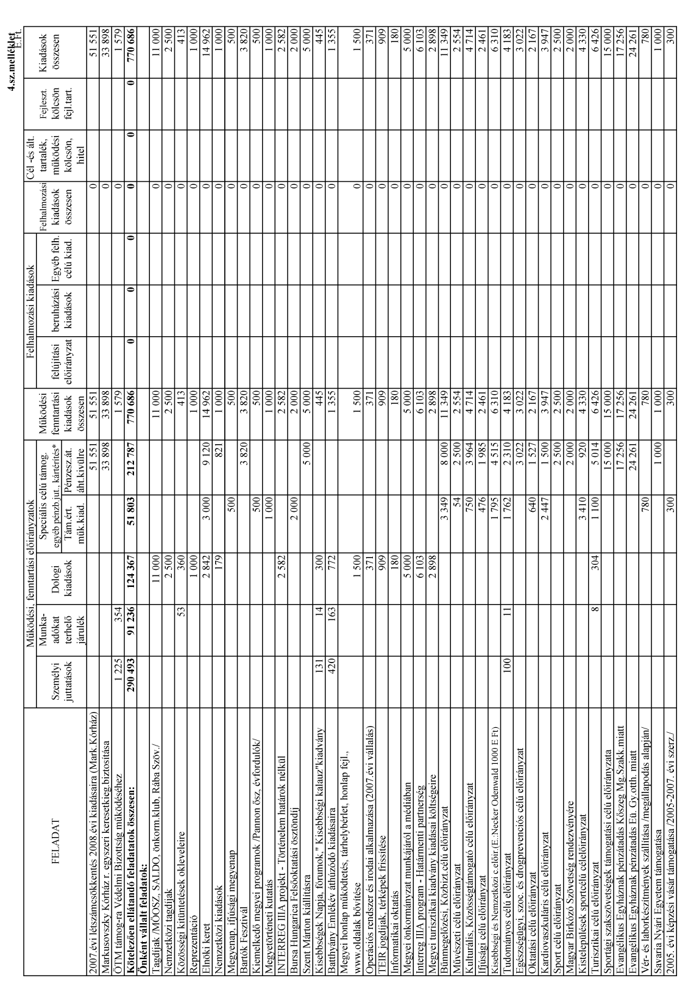 4.sz.melléklet
E.Ft.
FELADAT
Működési, fenntartási előirányzatok
Felhalmozási kiadások
Személyi juttatások
Munka-adókat terhelő járulék
Dologi kiadások
Speciális célú támog.
egyéb pénzb.jut., kártérítés*
Tám.ért. műk.kiad.
Pénzesz.át. áht.kívülre
Működési fenntartási kiadások összesen
felújítási előirányzat
beruházási kiadások
Egyéb felh. célú kiad.
Felhalmozási kiadások összesen
Cél -és ált. tartalék, működési kölcsön, hitel
Fejleszt. kölcsön fejl.tart.
Kiadások összesen
2007.évi létszámcsökkentés 2008.évi kiadásaira (Mark.Kórház) 51 551 51 551 0 51 551
Markusovszky Kórház r. egyszeri keresetkieg.biztosítása 33 898 33 898 0 33 898
ÖTM támog-ra Védelmi Bizottság működéséhez 1 225 354 1 579 0 1 579
Kötelezően ellátandó feladatatok összesen: 290 493 91 236 124 367 51 803 212 787 770 686 0 0 0 0 0 0 770 686
Önként vállalt feladatok:
Tagdíjak /MÖOSZ, SALDO, önkorm.klub, Rába Szöv./ 11 000 11 000 0 11 000
Nemzetközi tagdíjak 2 500 2 500 0 2 500
Közösségi kitüntetések okleveleire 53 360 413 0 413
Reprezentáció 1 000 1 000 0 1 000
Elnöki keret 2 842 3 000 9 120 14 962 0 14 962
Nemzetközi kiadások 179 821 1 000 0 1 000
Megyenap, ifjúsági megyenap 500 500 0 500
Bartók Fesztivál 3 820 3 820 0 3 820
Kiemelkedő megyei programok /Pannon ősz, évfordulók/ 500 500 0 500
Megyetörténeti kutatás 1 000 1 000 0 1 000
INTERREG IIIA projekt - Történelem határok nélkül 2 582 2 582 0 2 582
Bursa Hungarica Felsőoktatási ösztöndíj 2 000 2 000 0 2 000
Szent Márton kiállításra 5 000 5 000 0 5 000
Kisebbségek Napja, fórumok," Kisebbségi kalauz"kiadvány 131 14 300 445 0 445
Batthyány Emlékév áthúzódó kiadásaira 420 163 772 1 355 0 1 355
Megyei honlap működtetés, tárhelybérlet, honlap fejl.,
www.oldalak bővítése 1 500 1 500 0 1 500
Operációs rendszer és irodai alkalmazása (2007.évi vállalás) 371 371 0 371
TEIR jogdíjak, térképek frissítése 909 909 0 909
Informatikai oktatás 180 180 0 180
Megyei önkormányzat munkájáról a médiában 5 000 5 000 0 5 000
Interreg IIIA program - Határmenti partnerség 6 103 6 103 0 6 103
Megyei turisztikai kiadvány kiadásai költségeire 2 898 2 898 0 2 898
Bűnmegelőzési, Közbizt.célú előirányzat 3 349 8 000 11 349 0 11 349
Művészeti célú előirányzat 54 2 500 2 554 0 2 554
Kulturális, Közösségtámogató célú előirányzat 750 3 964 4 714 0 4 714
Ifjúsági célú előirányzat 476 1 985 2 461 0 2 461
Kisebbségi és Nemzetközi c.előir.(E.:Necker Odenwald 1000 E Ft) 1 795 4 515 6 310 0 6 310
Tudományos célú előirányzat 100 11 1 762 2 310 4 183 0 4 183
Egészségügyi, szoc. és drogprevenciós célú előirányzat 3 022 3 022 0 3 022
Oktatási célú előirányzat 640 1 527 2 167 0 2 167
Kardiovaszkuláris célú előirányzat 2 447 1 500 3 947 0 3 947
Sport célú előirányzat 2 500 2 500 0 2 500
Magyar Birkózó Szövetség rendezvényére 2 000 2 000 0 2 000
Kistelepülések sportcélú célelőirányzat 3 410 920 4 330 0 4 330
Turisztikai célú előirányzat 8 304 1 100 5 014 6 426 0 6 426
Sportági szakszövetségek támogatási célú előirányzata 15 000 15 000 0 15 000
Evangélikus Egyháznak pénzátadás Kőszeg Mg.Szakk.miatt 17 256 17 256 0 17 256
Evangélikus Egyháznak pénzátadás Eü. Gy.otth. miatt 24 261 24 261 0 24 261
Vér- és laborkészítmények szállítása /megállapodás alapján/ 780 780 0 780
Savaria Nyári Egyetem támogatása 1 000 1 000 0 1 000
2005. évi képzési vásár támogatása /2005-2007. évi szerz./ 300 300 0 300